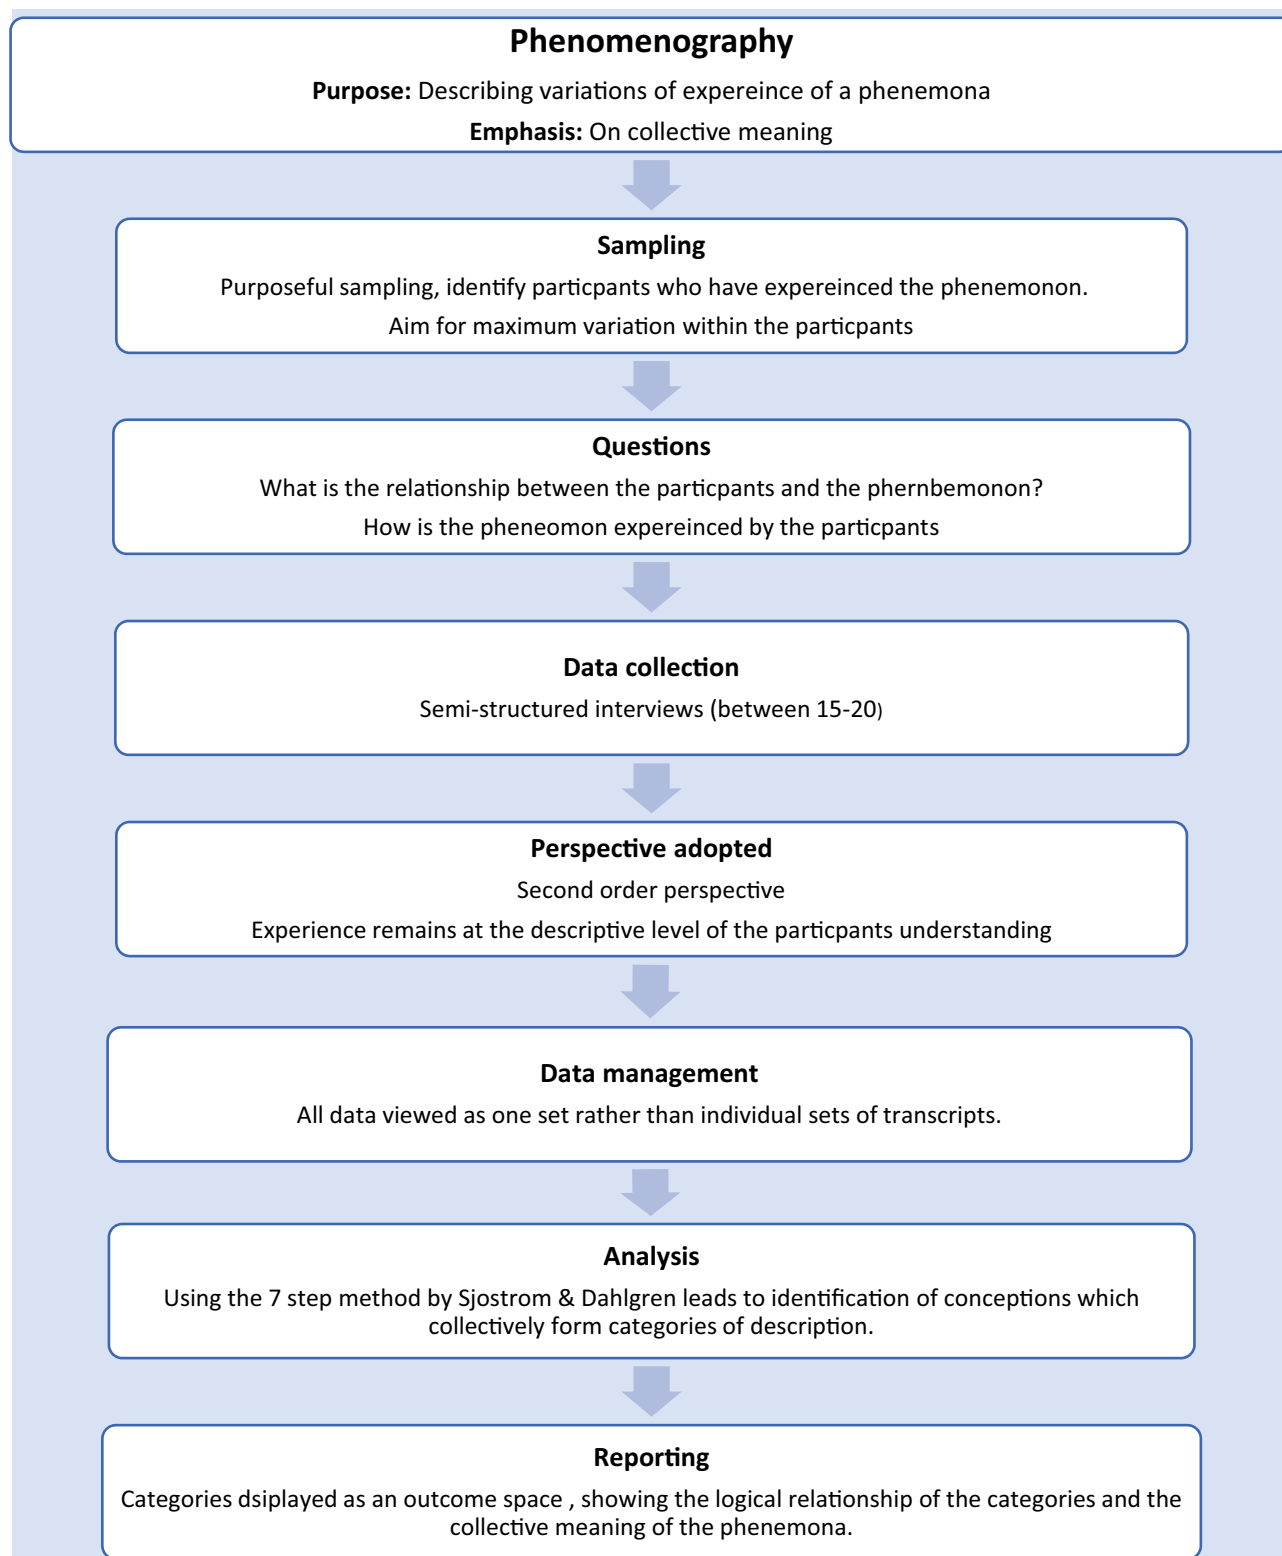 Phenomenography
Purpose: Describing variations of expereince of a phenemona
Emphasis: On collective meaning
Sampling
Purposeful sampling, identify particpants who have expereinced the phenemonon.
Aim for maximum variation within the particpants
Questions
What is the relationship between the particpants and the phernbemonon?
How is the pheneomon expereinced by the particpants
Data collection
Semi-structured interviews (between 15-20)
Perspective adopted
Second order perspective
Experience remains at the descriptive level of the particpants understanding
Data management
All data viewed as one set rather than individual sets of transcripts.
Analysis
Using the 7 step method by Sjostrom & Dahlgren leads to identification of conceptions which
collectively form categories of description.
Reporting
Categories dsiplayed as an outcome space , showing the logical relationship of the categories and the
collective meaning of the phenemona.